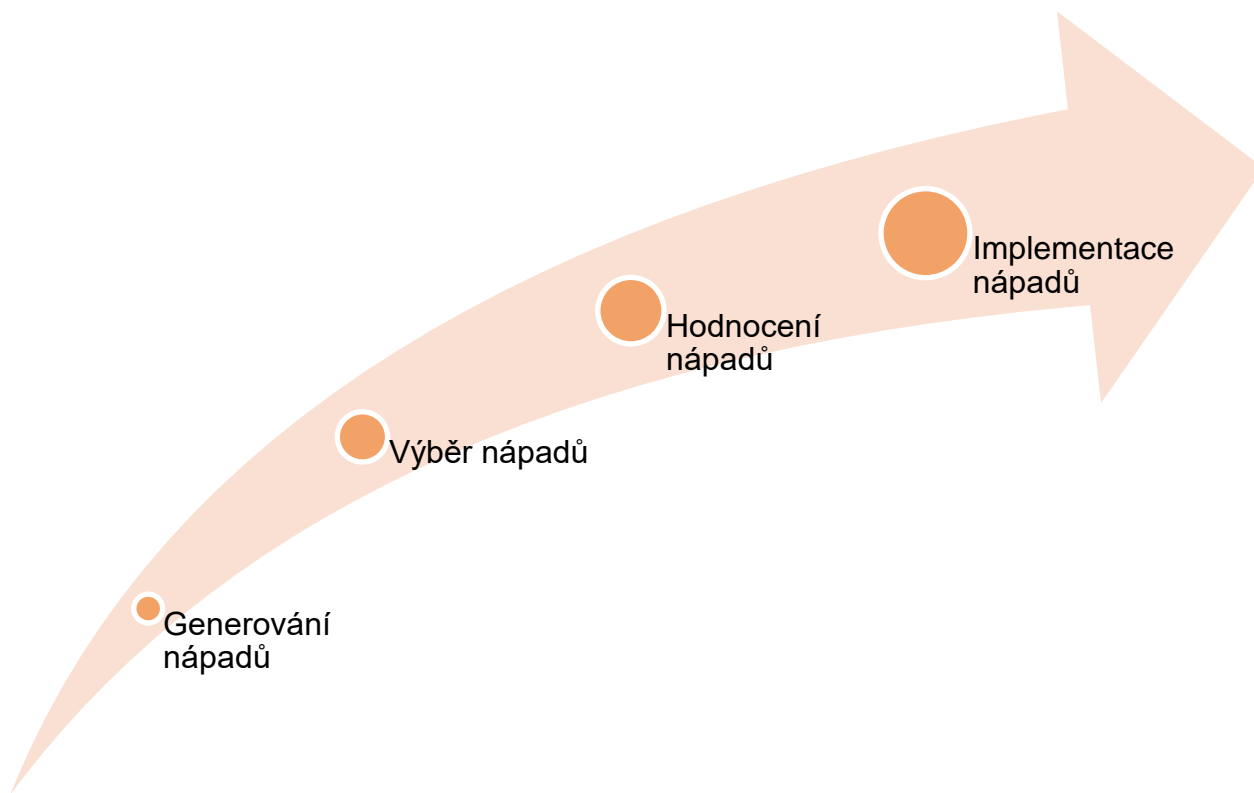 Implementace
nápadů
Hodnocení
nápadů
Výběr nápadů
Generování
nápadů